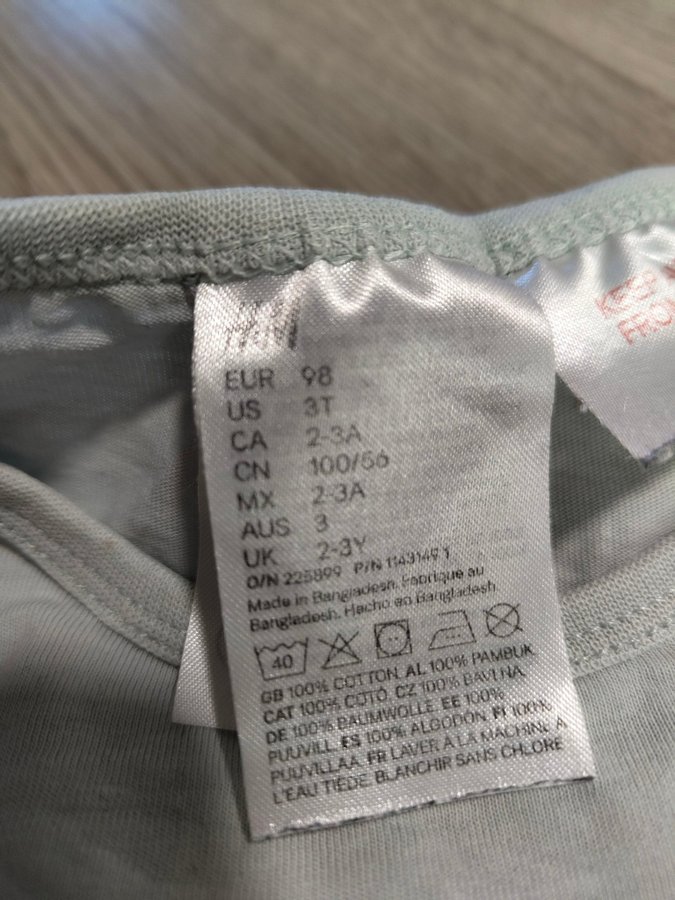 H&M
EUR 98
US 3T
CA 2-3A
CN 100/56
MX 2-3A
AUS 3
UK 2-3Y
O/N 225899 P/N 1143149 1
Made in Bangladesh. Fabriqué au
Bangladesh. Hecho en Bangladesh.
40
GB 100% COTTON. AL 100% PAMBUK.
CAT 100% COTÓ. CZ 100% BAVLNA.
DE 100% BAUMWOLLE. EE 100%
PUUVILL. ES 100% ALGODÓN. FI 100%
PUUVILLAA. FR LAVER À LA MACHINE À
L'EAU TIÈDE. BLANCHIR SANS CHLORE
KEEP
FROM